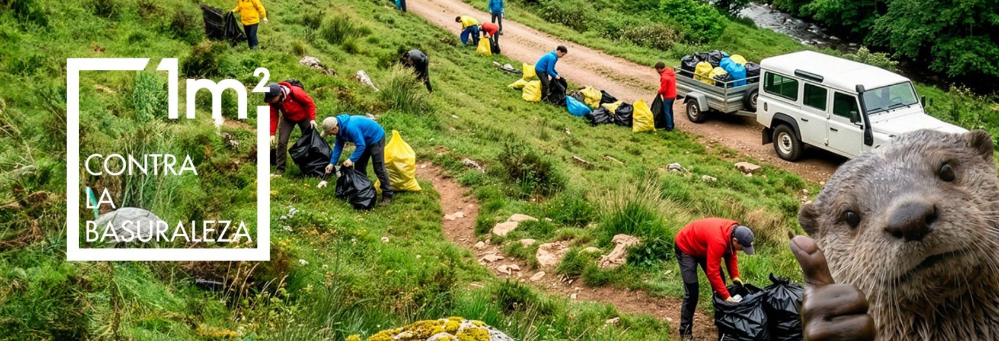 1m²
CONTRA
LA
BASURALEZA